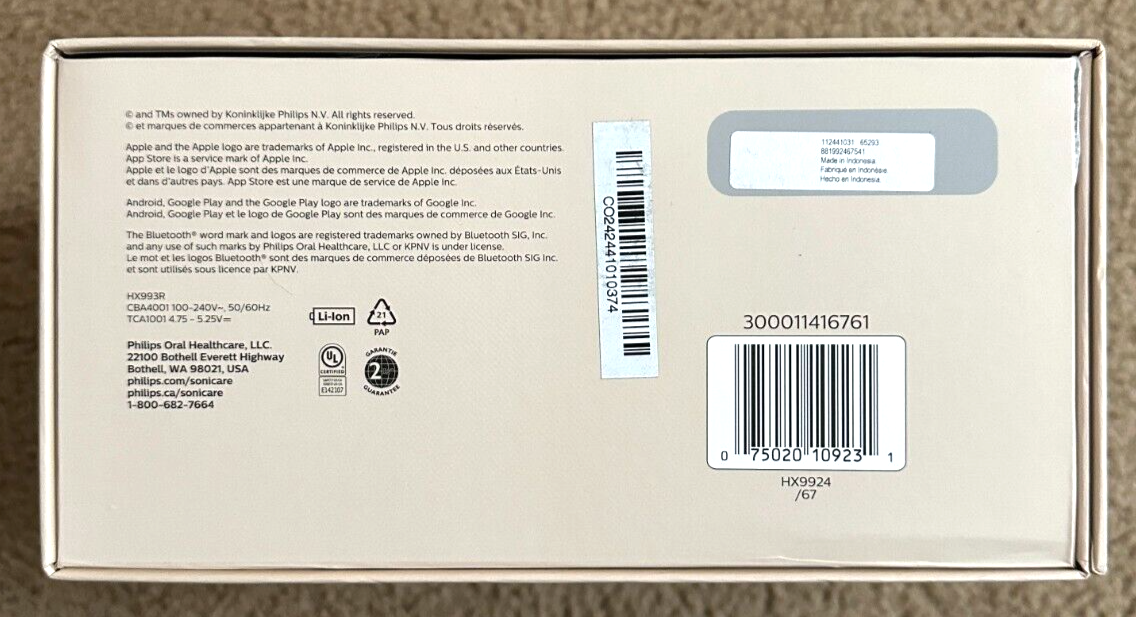 © and TMs owned by Koninklijke Philips N.V. All rights reserved.
© et marques de commerces appartenant à Koninklijke Philips N.V. Tous droits réservés.
Apple and the Apple logo are trademarks of Apple Inc., registered in the U.S. and other countries.
App Store is a service mark of Apple Inc.
Apple et le logo d'Apple sont des marques de commerce de Apple Inc. déposées aux États-Unis
et dans d'autres pays. App Store est une marque de service de Apple Inc.
Android, Google Play and the Google Play logo are trademarks of Google Inc.
Android, Google Play et le logo de Google Play sont des marques de commerce de Google Inc.
The Bluetooth® word mark and logos are registered trademarks owned by Bluetooth SIG, Inc.
and any use of such marks by Philips Oral Healthcare, LLC or KPNV is under license.
Le mot et les logos Bluetooth® sont des marques de commerce déposées de Bluetooth SIG Inc.
et sont utilisés sous licence par KPNV.
HX993R
CBA4001 100-240V~, 50/60Hz
TCA1001 4.75 - 5.25V⎓
Li-Ion
21
PAP
Philips Oral Healthcare, LLC.
22100 Bothell Everett Highway
Bothell, WA 98021, USA
philips.com/sonicare
philips.ca/sonicare
1-800-682-7664
UL
CERTIFIED
E142107
GARANTIE
2
GUARANTEE
CO242441010374
112441031 65293
881992467541
Made in Indonesia
Fabriqué en Indonésie
Hecho en Indonesia
300011416761
0 75020 10923 1
HX9924
/67